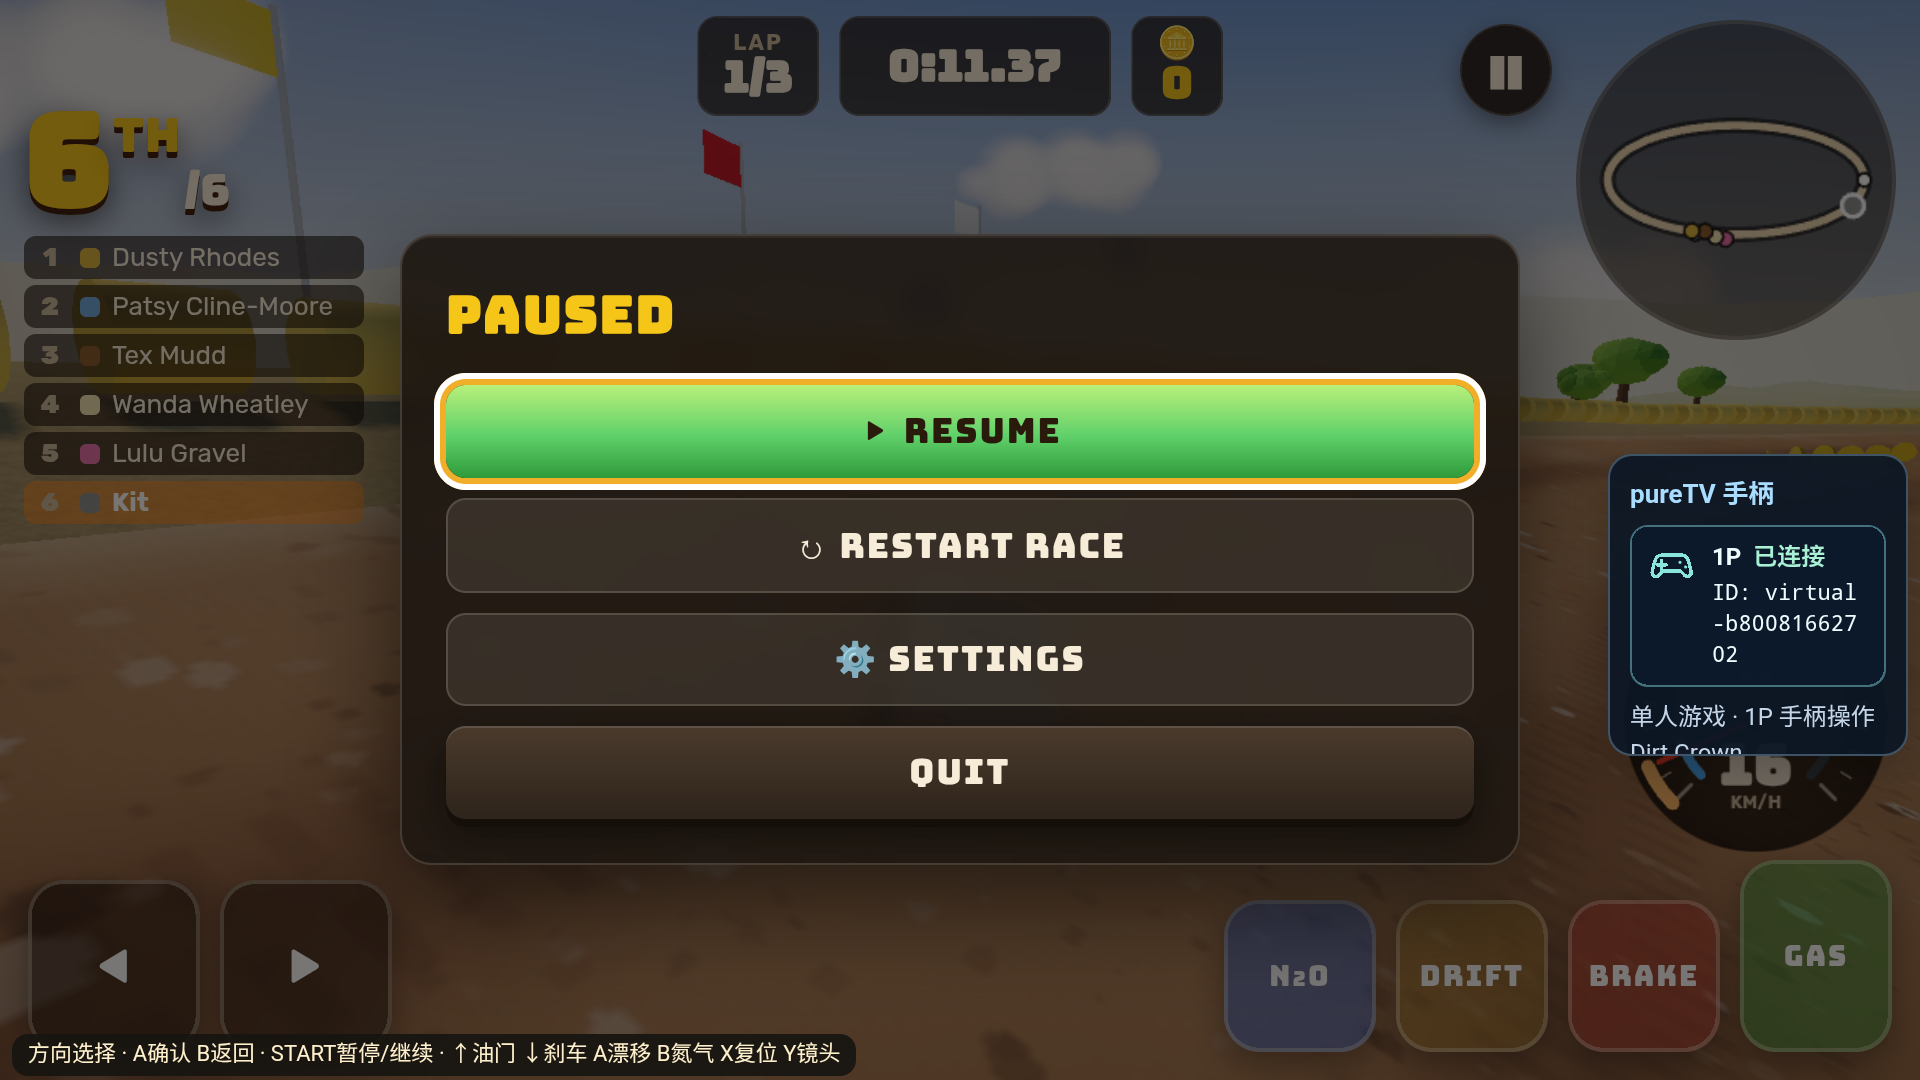 LAP
1/3
0:11.37
0
6TH
/6
1 Dusty Rhodes
2 Patsy Cline-Moore
3 Tex Mudd
4 Wanda Wheatley
5 Lulu Gravel
6 Kit
PAUSED
RESUME
RESTART RACE
SETTINGS
QUIT
pureTV 手柄
1P 已连接
ID: virtual
-b800816627
02
单人游戏 · 1P 手柄操作
Dirt Crown
16
KM/H
N2O
DRIFT
BRAKE
GAS
方向选择 · A确认 B返回 · START暂停/继续 · ↑油门 ↓刹车 A漂移 B氮气 X复位 Y镜头